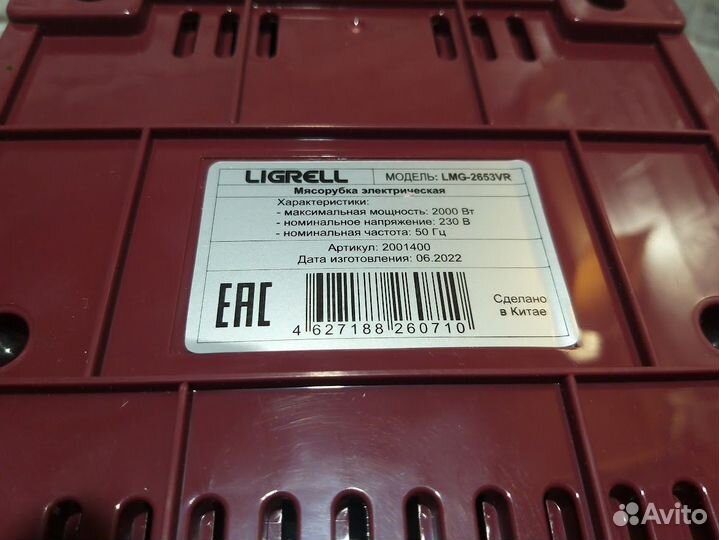 LIGRELL МОДЕЛЬ: LMG-2653VR
Мясорубка электрическая
Характеристики:
- максимальная мощность: 2000 Вт
- номинальное напряжение: 230 В
- номинальная частота: 50 Гц
Артикул: 2001400
Дата изготовления: 06.2022
EAC
Сделано
в Китае
4 627188 260710
Avito